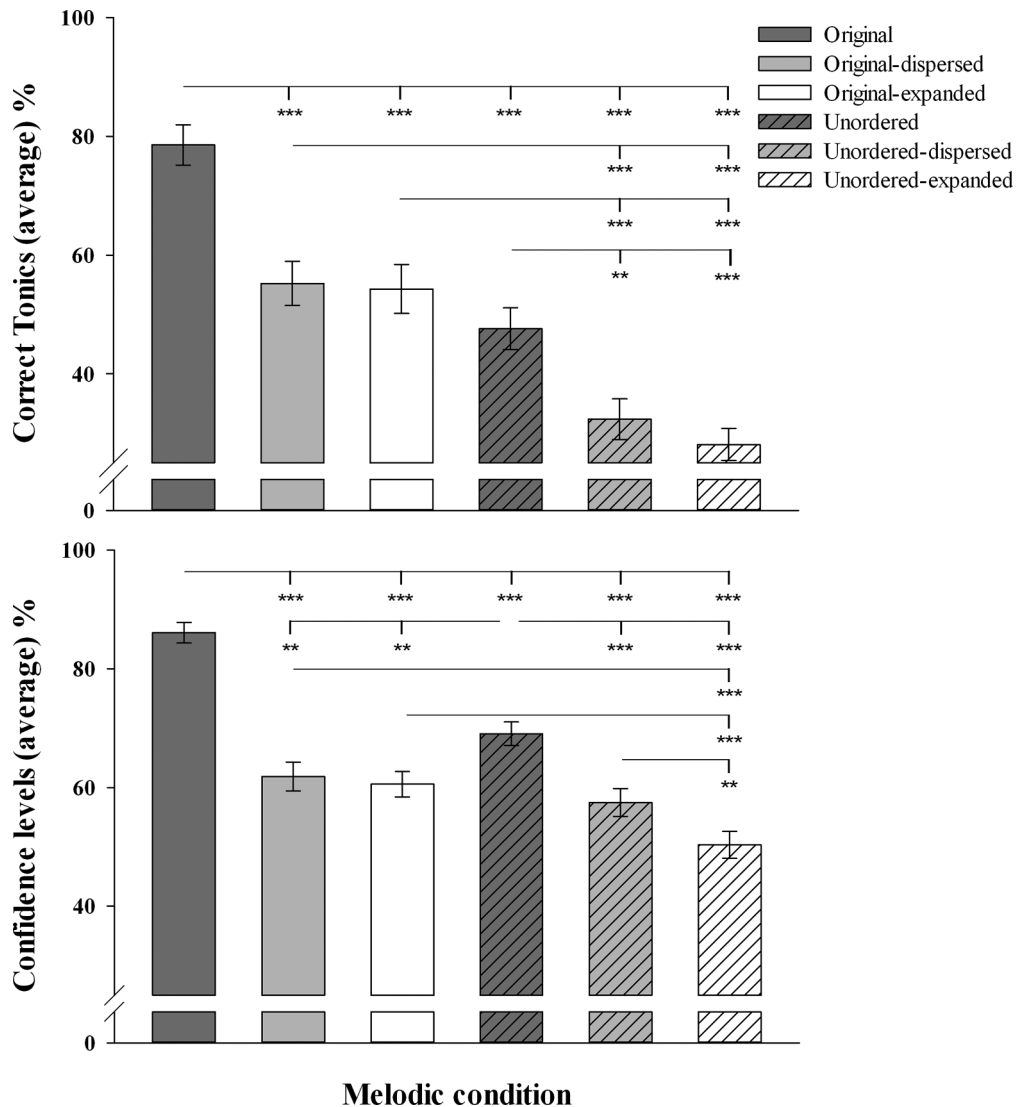 100
80
60
40
0
Correct Tonics (average) %
Original
Original-dispersed
Original-expanded
Unordered
Unordered-dispersed
Unordered-expanded
*** *** *** *** ***
*** ***
*** ***
** ***
100
80
60
40
0
Confidence levels (average) %
*** *** *** *** ***
** ** *** ***
***
***
**
Melodic condition